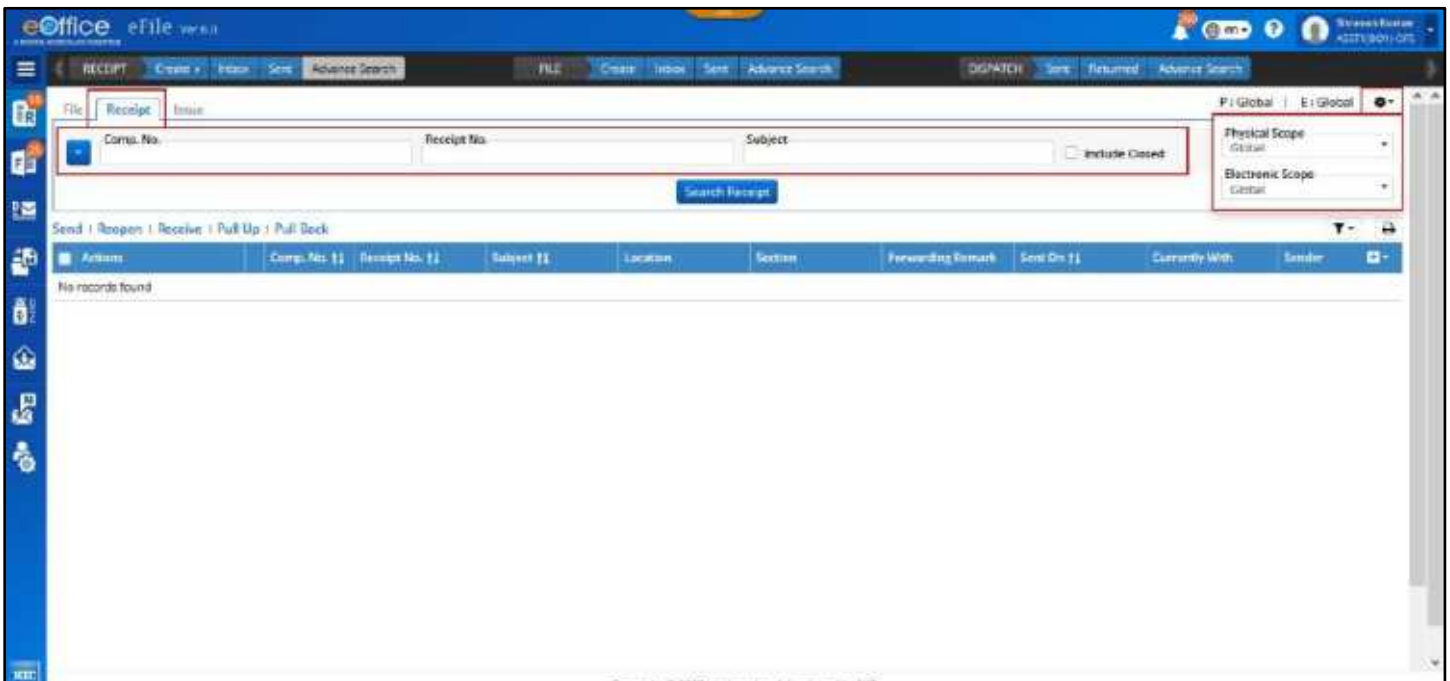 eOffice eFile
en
RECEIPT Create Inbox Sent Advance Search FILE Create Inbox Sent Advance Search DISPATCH Sent Returned Advance Search
File Receipt Issue P : Global | E : Global
Comp. No. Receipt No. Subject Include Closed
Physical Scope
Global
Electronic Scope
Global
Search Receipt
Send | Reopen | Receive | Pull Up | Pull Back
Actions Comp. No. Receipt No. Subject Location Section Forwarding Remark Sent On Currently With Sender
No records found
NIC